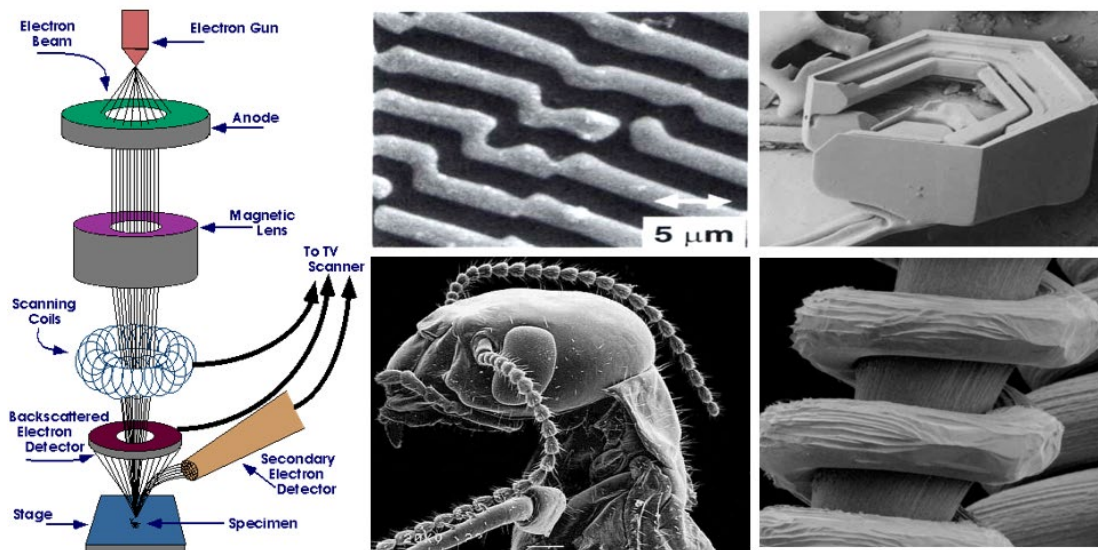 Electron
Beam
Electron Gun
Anode
Magnetic
Lens
To TV
Scanner
Scanning
Coils
Backscattered
Electron
Detector
Secondary
Electron
Detector
Stage
Specimen
5 μm
20KU